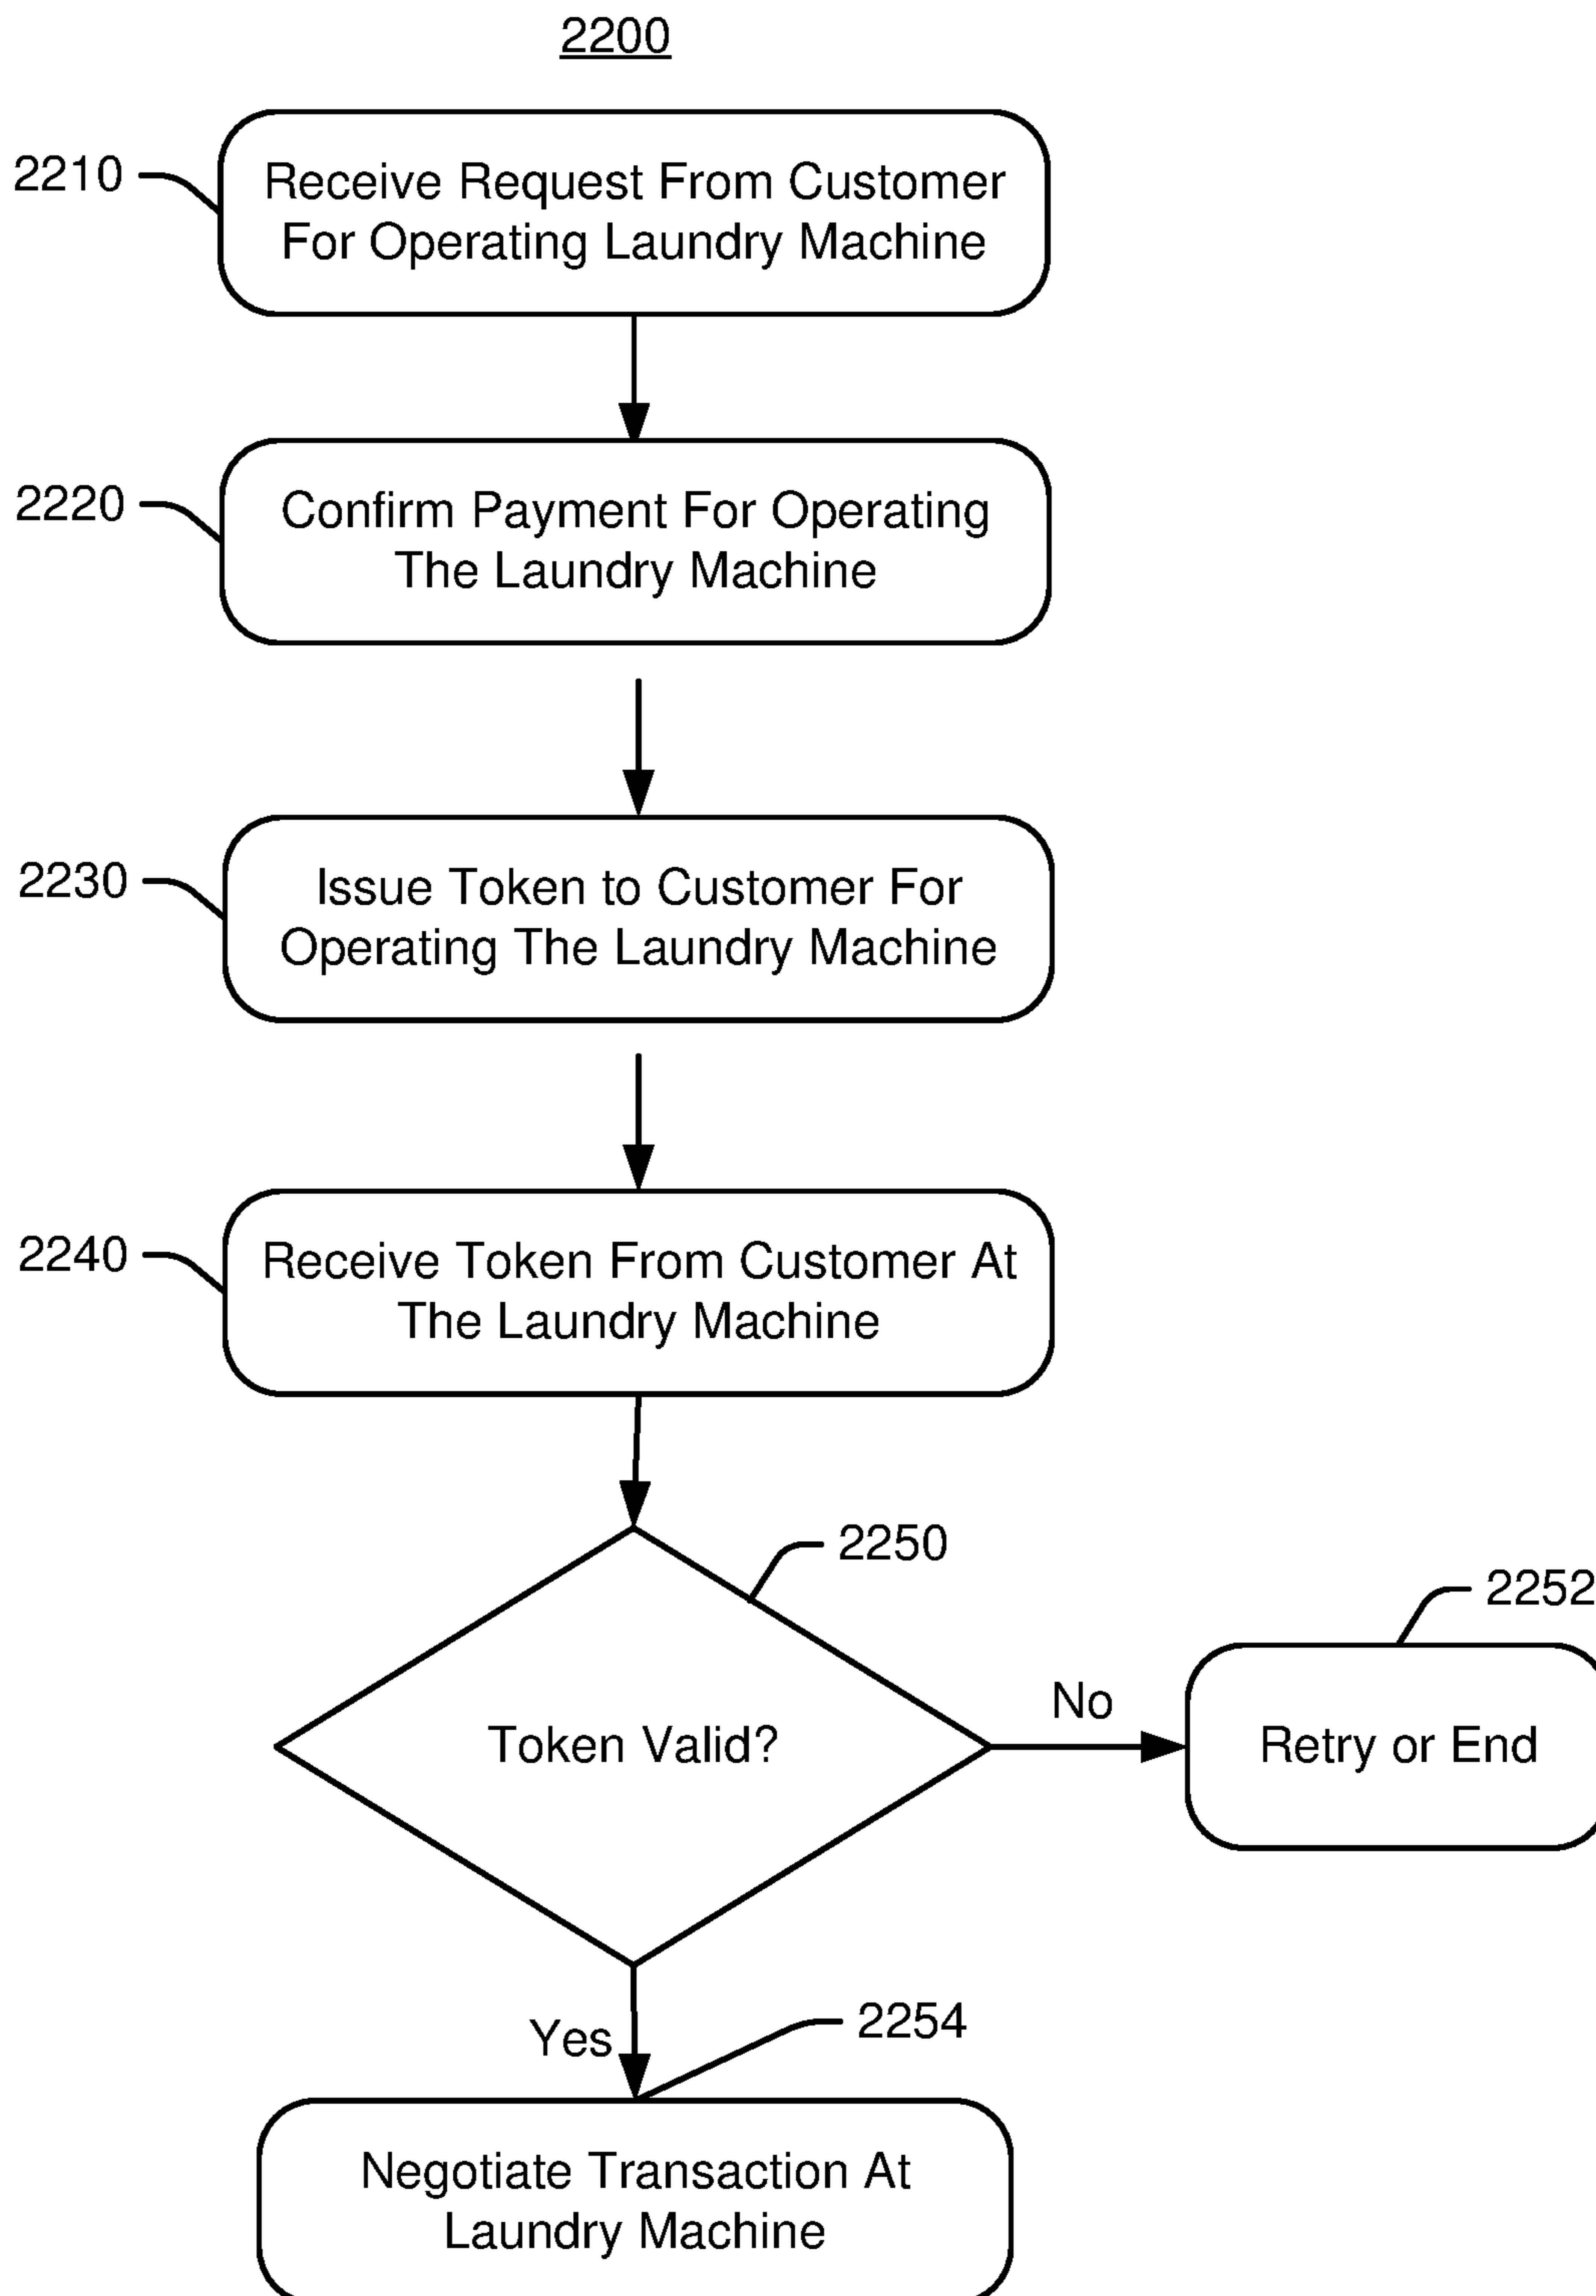 2200
2210
Receive Request From Customer
For Operating Laundry Machine
2220
Confirm Payment For Operating
The Laundry Machine
2230
Issue Token to Customer For
Operating The Laundry Machine
2240
Receive Token From Customer At
The Laundry Machine
2250
2252
Token Valid?
No
Retry or End
Yes
2254
Negotiate Transaction At
Laundry Machine